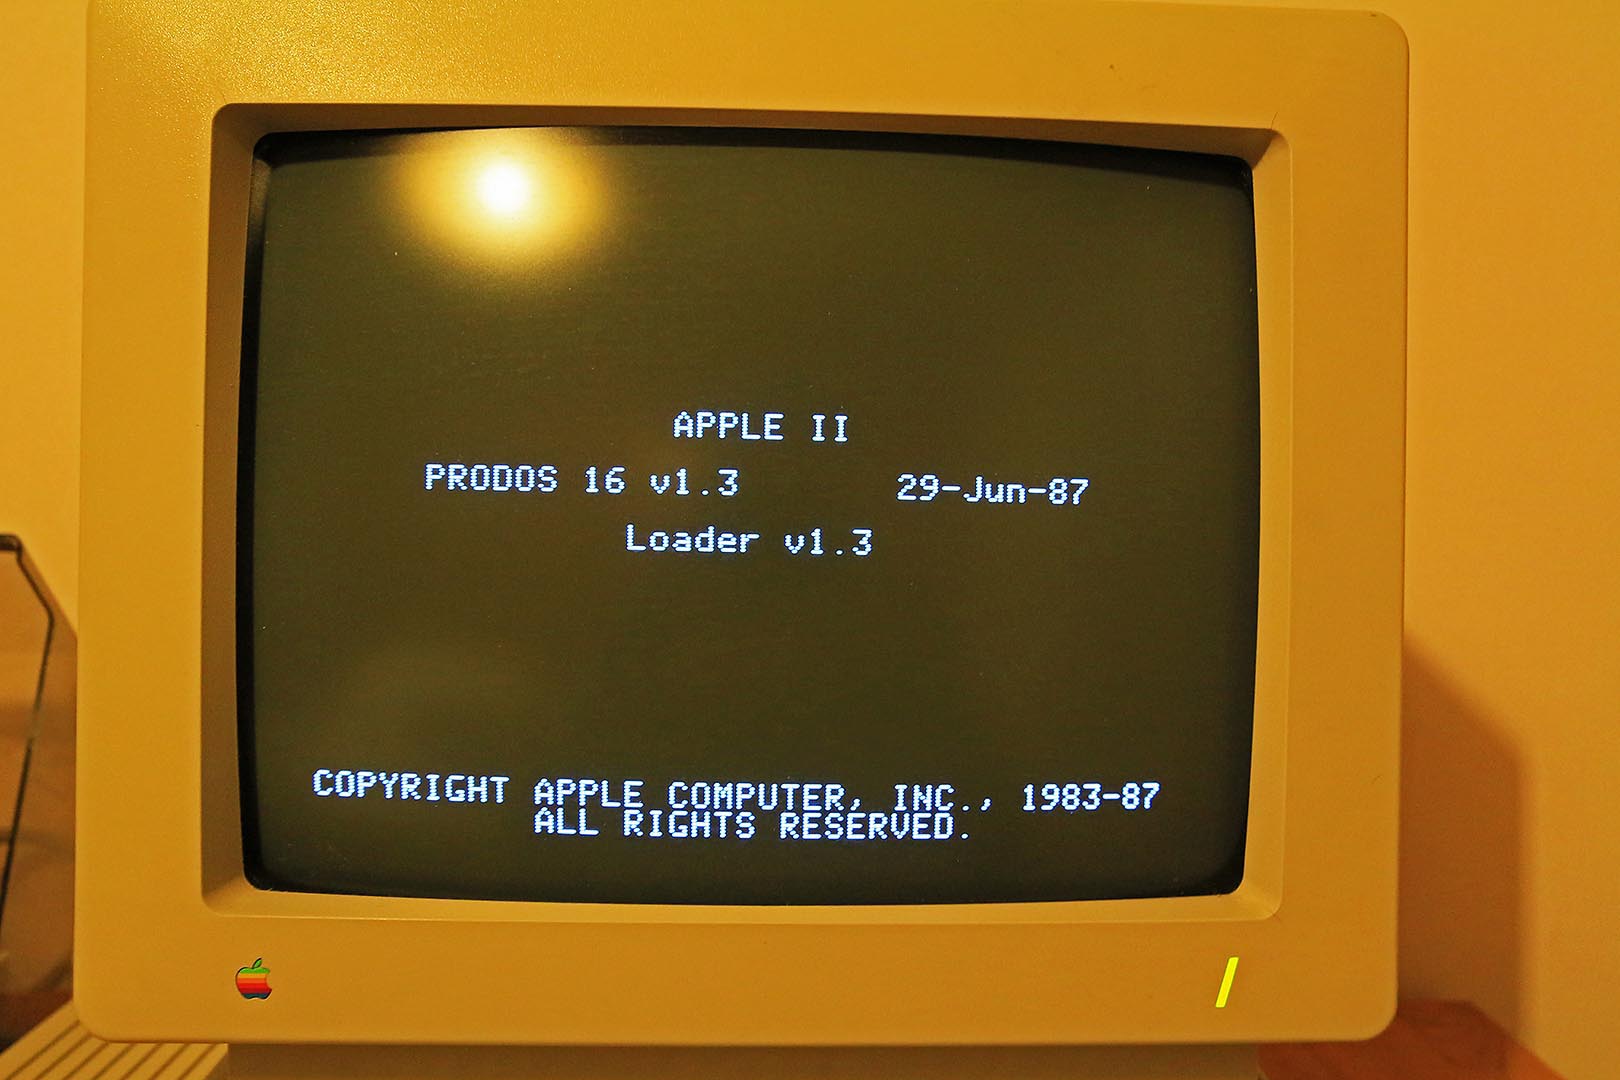 APPLE II
PRODOS 16 v1.3 29-Jun-87
Loader v1.3
COPYRIGHT APPLE COMPUTER, INC., 1983-87
ALL RIGHTS RESERVED.